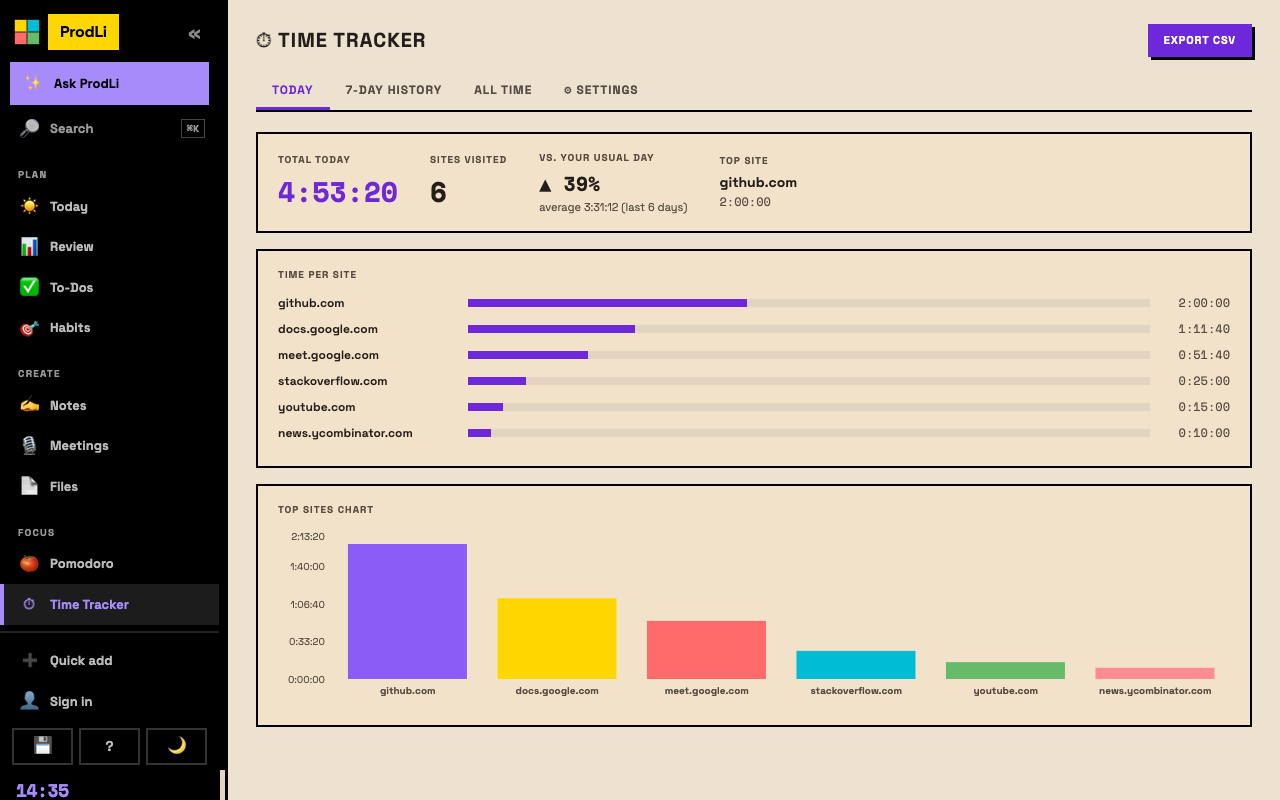 ProdLi
«
Ask ProdLi
Search ⌘K
PLAN
Today
Review
To-Dos
Habits
CREATE
Notes
Meetings
Files
FOCUS
Pomodoro
Time Tracker
Quick add
Sign in
?
14:35
TIME TRACKER
EXPORT CSV
TODAY 7-DAY HISTORY ALL TIME SETTINGS
TOTAL TODAY
4:53:20
SITES VISITED
6
VS. YOUR USUAL DAY
▲ 39%
average 3:31:12 (last 6 days)
TOP SITE
github.com
2:00:00
TIME PER SITE
github.com 2:00:00
docs.google.com 1:11:40
meet.google.com 0:51:40
stackoverflow.com 0:25:00
youtube.com 0:15:00
news.ycombinator.com 0:10:00
TOP SITES CHART
2:13:20
1:40:00
1:06:40
0:33:20
0:00:00
github.com docs.google.com meet.google.com stackoverflow.com youtube.com news.ycombinator.com